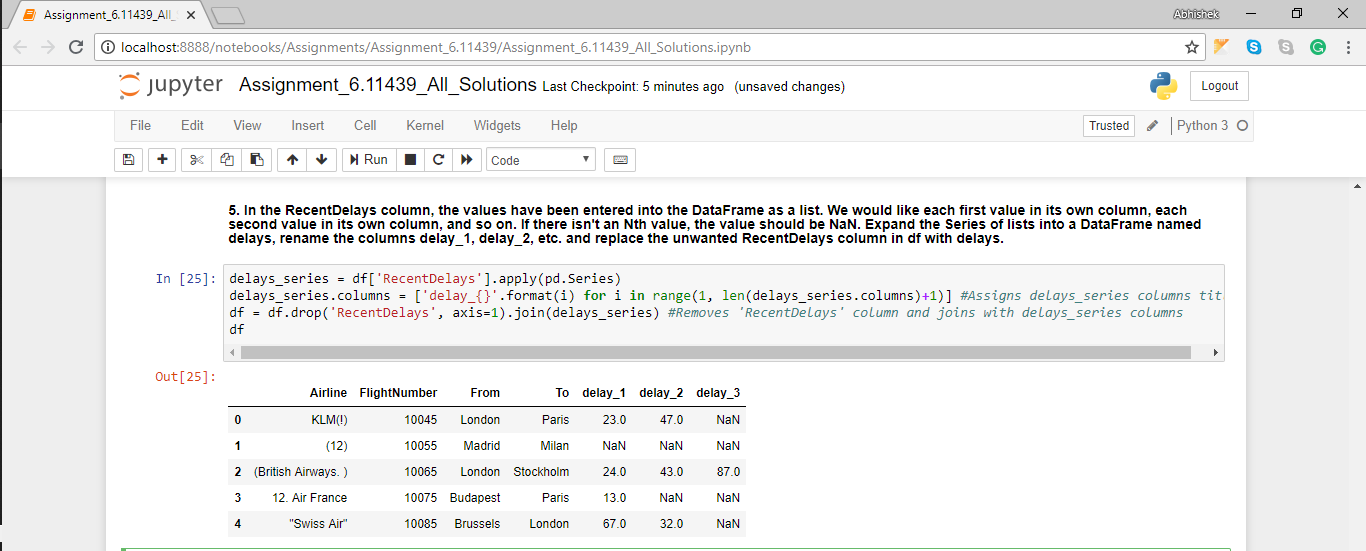 Assignment_6.11439_All_
Abhishek
localhost:8888/notebooks/Assignments/Assignment_6.11439/Assignment_6.11439_All_Solutions.ipynb
jupyter Assignment_6.11439_All_Solutions Last Checkpoint: 5 minutes ago (unsaved changes)
Logout
File Edit View Insert Cell Kernel Widgets Help Trusted Python 3
Run Code
5. In the RecentDelays column, the values have been entered into the DataFrame as a list. We would like each first value in its own column, each
second value in its own column, and so on. If there isn't an Nth value, the value should be NaN. Expand the Series of lists into a DataFrame named
delays, rename the columns delay_1, delay_2, etc. and replace the unwanted RecentDelays column in df with delays.
In [25]: delays_series = df['RecentDelays'].apply(pd.Series)
delays_series.columns = ['delay_{}'.format(i) for i in range(1, len(delays_series.columns)+1)] #Assigns delays_series columns tit
df = df.drop('RecentDelays', axis=1).join(delays_series) #Removes 'RecentDelays' column and joins with delays_series columns
df
Out[25]:
Airline FlightNumber From To delay_1 delay_2 delay_3
0 KLM(!) 10045 London Paris 23.0 47.0 NaN
1 (12) 10055 Madrid Milan NaN NaN NaN
2 (British Airways. ) 10065 London Stockholm 24.0 43.0 87.0
3 12. Air France 10075 Budapest Paris 13.0 NaN NaN
4 "Swiss Air" 10085 Brussels London 67.0 32.0 NaN